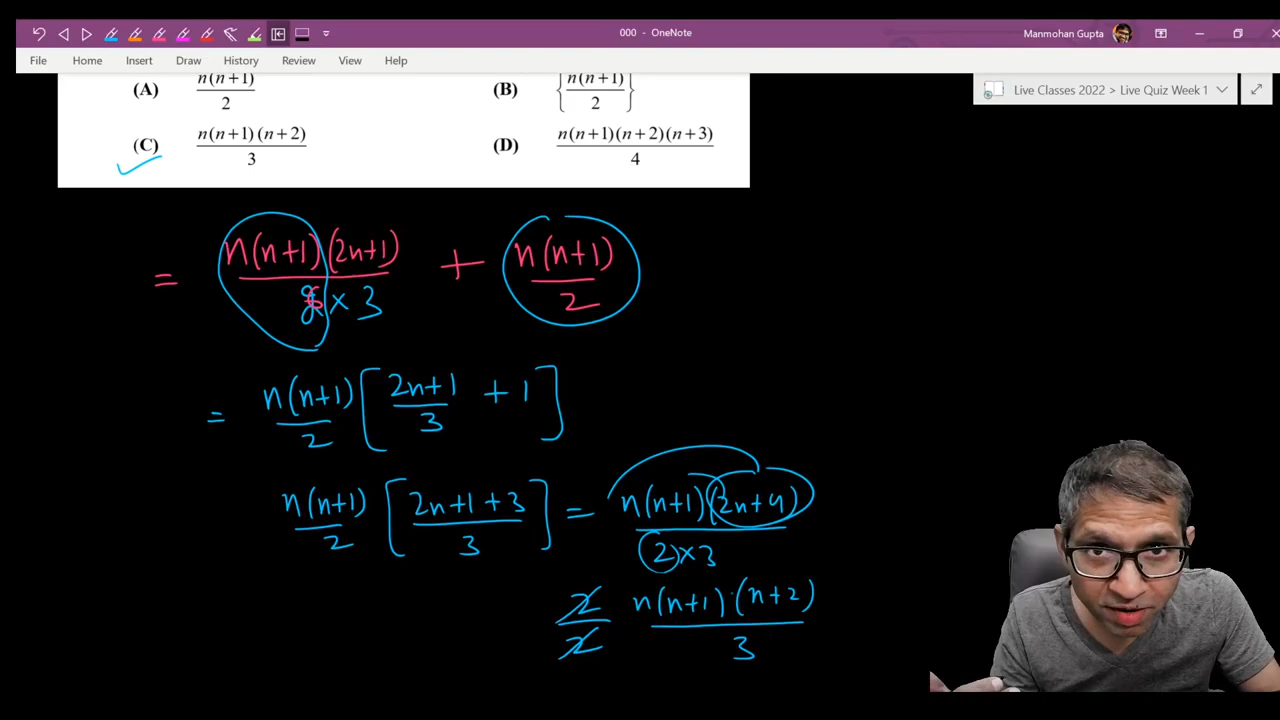 000 - OneNote
Manmohan Gupta
File Home Insert Draw History Review View Help
Live Classes 2022 > Live Quiz Week 1
(A) n(n+1)/2 (B) {n(n+1)/2}
(C) n(n+1)(n+2)/3 (D) n(n+1)(n+2)(n+3)/4
= n(n+1)(2n+1)/2×3 + n(n+1)/2
= n(n+1)/2 [2n+1/3 + 1]
n(n+1)/2 [2n+1+3/3] = n(n+1)(2n+4)/2×3
2/2 n(n+1)·(n+2)/3